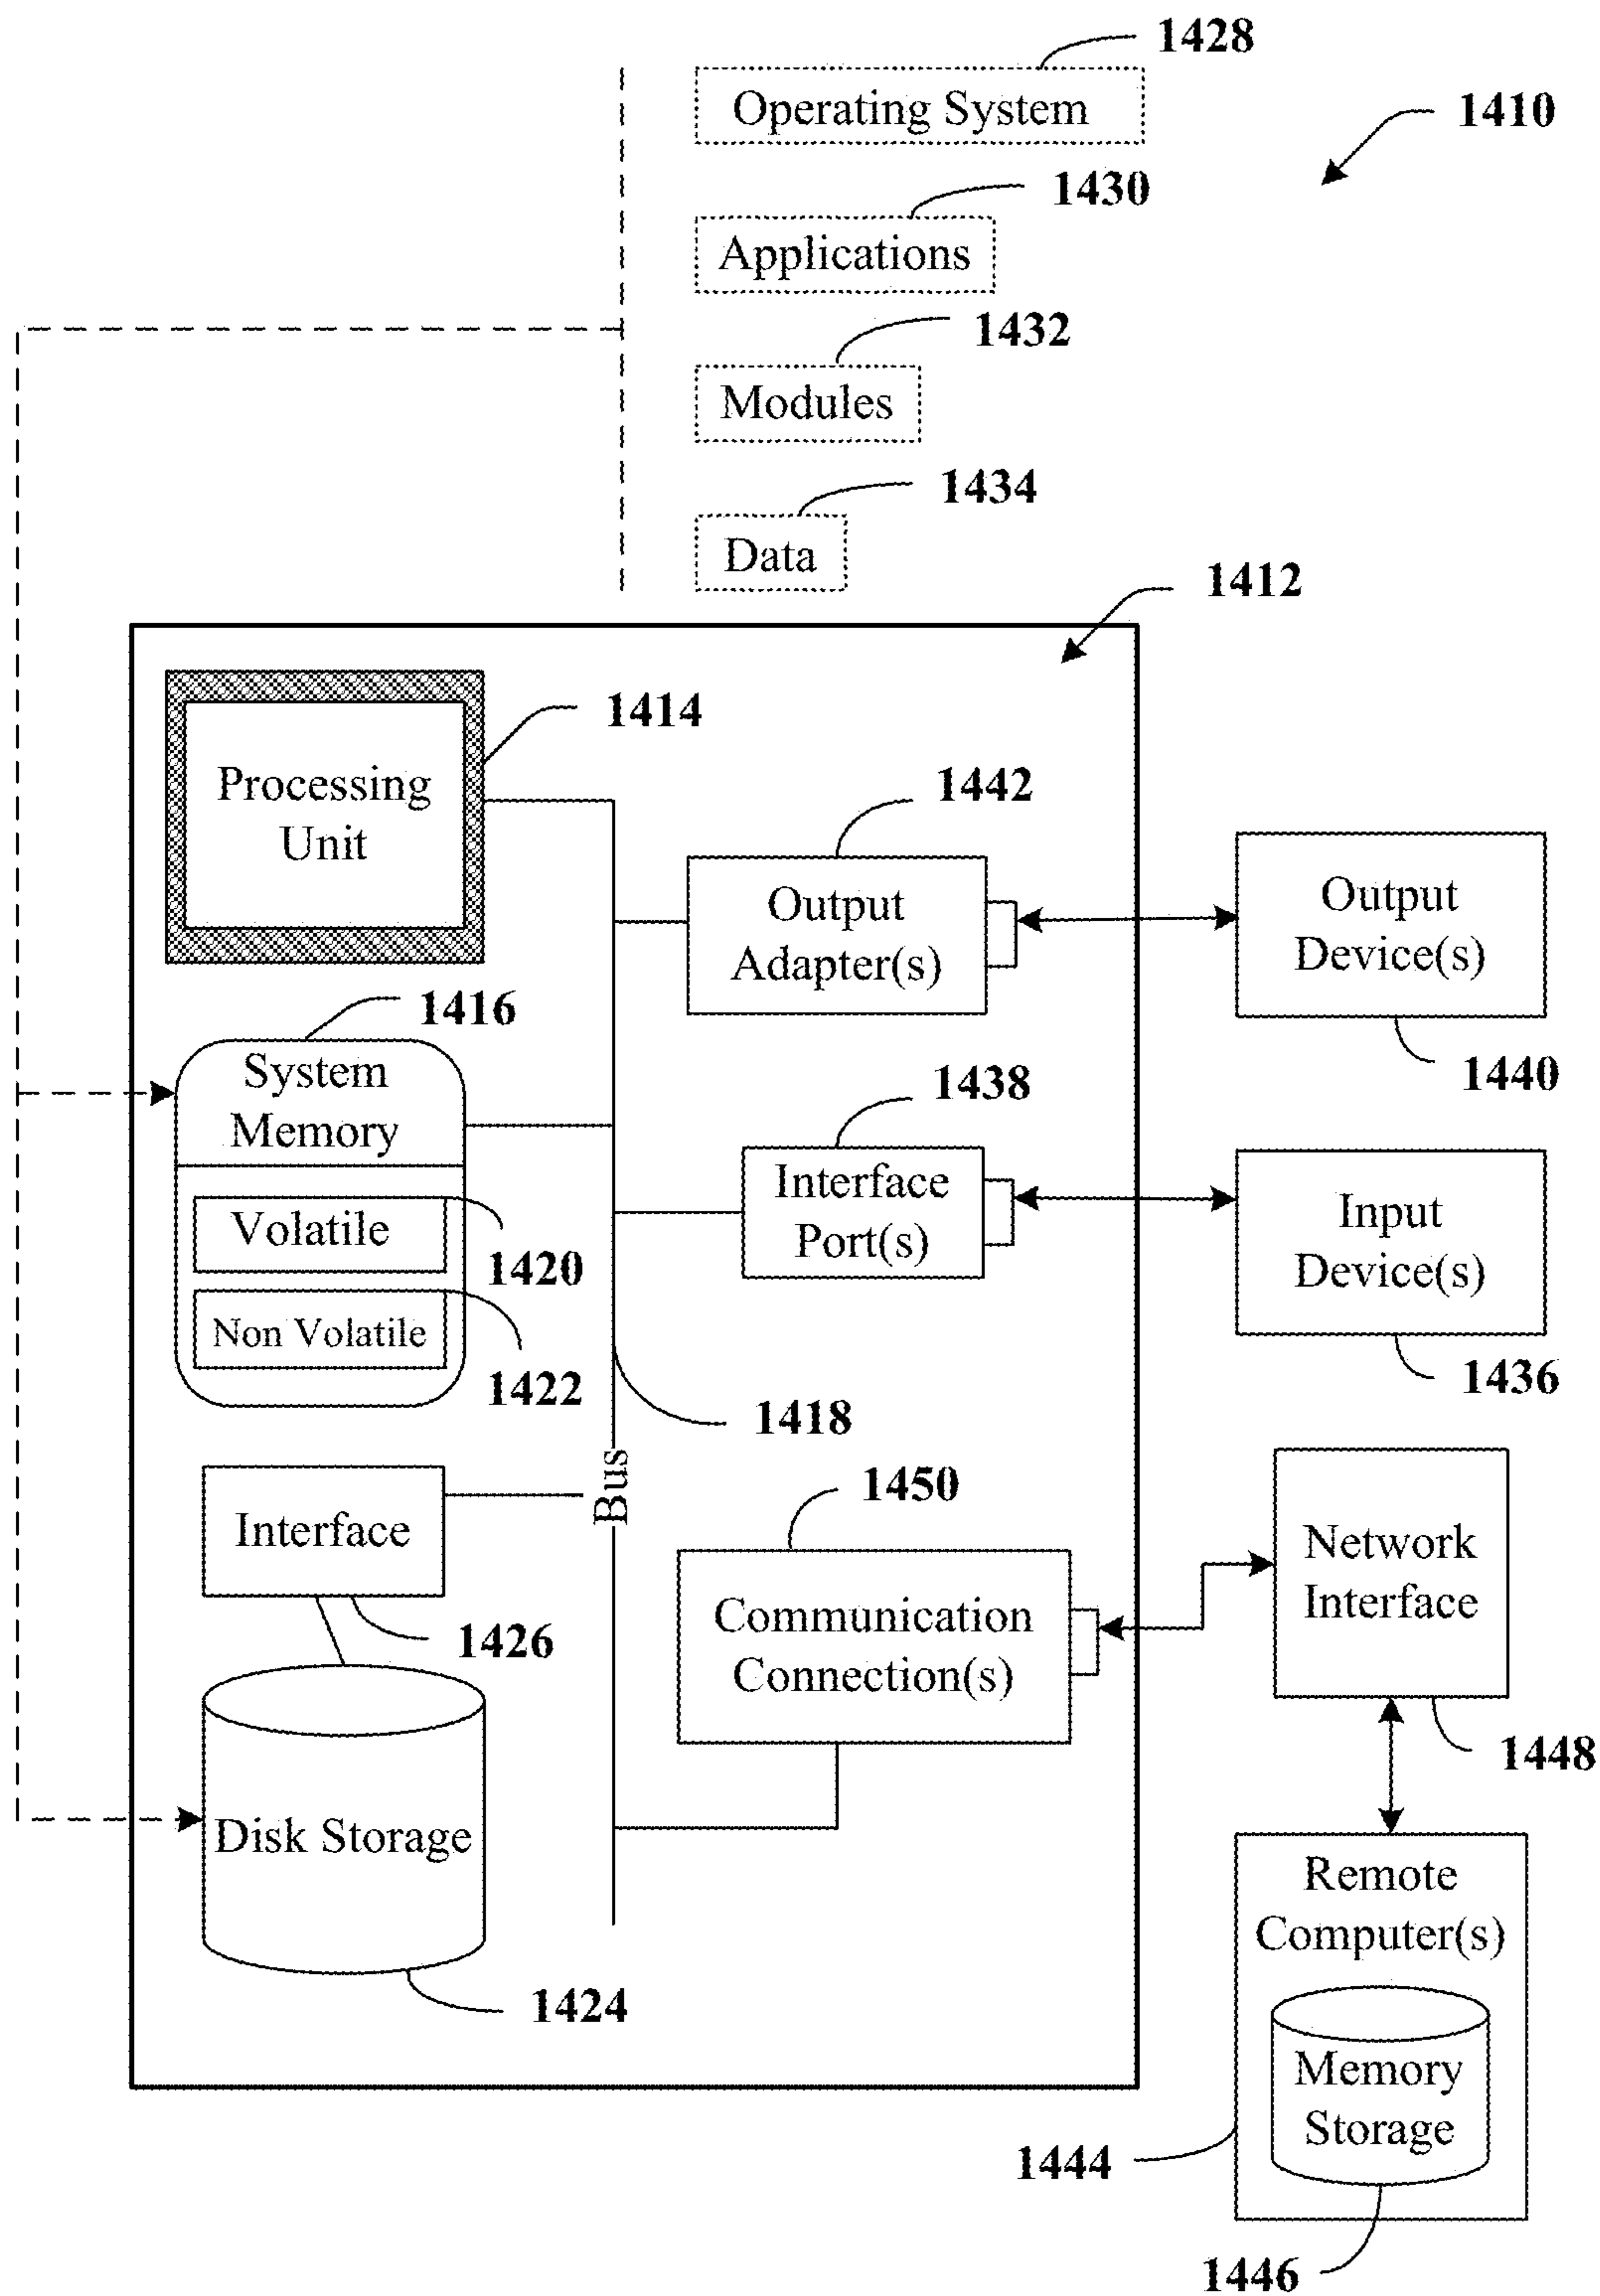 1428
Operating System
1410
1430
Applications
1432
Modules
1434
Data
1412
Processing
Unit
1414
1442
Output
Adapter(s)
Output
Device(s)
1440
1416
System
Memory
Volatile
1420
Non Volatile
1422
1438
Interface
Port(s)
Input
Device(s)
1436
1418
Bus
Interface
1426
1450
Communication
Connection(s)
Network
Interface
1448
Disk Storage
1424
Remote
Computer(s)
Memory
Storage
1444
1446